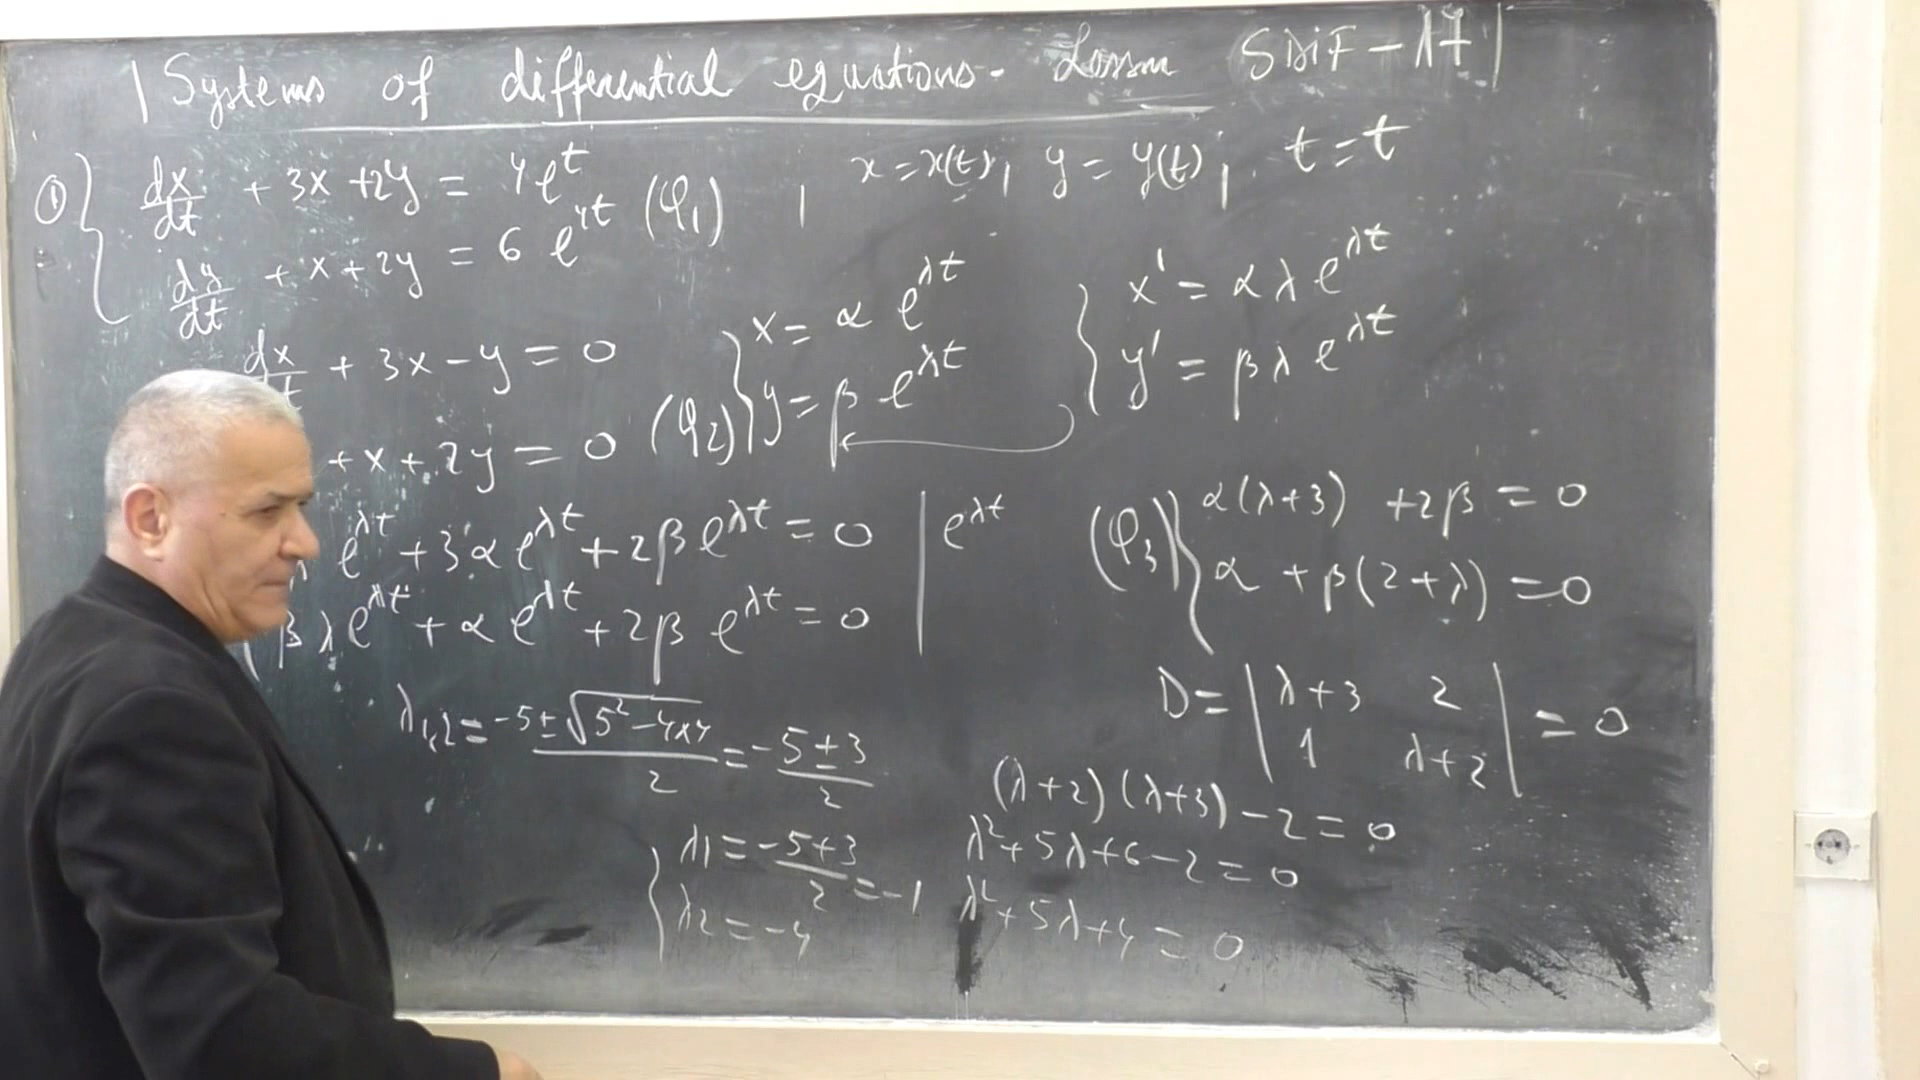 Systems of differential equations - Lesson SDIF - 17
① { dx/dt + 3x + 2y = 4e^t
dy/dt + x + 2y = 6 e^{4t} (φ1) , x = x(t), y = y(t), t = t
dx/dt + 3x - y = 0
+ x + 2y = 0 (φ2)
{ x = α e^{λt}
y = β e^{λt}
{ x' = α λ e^{λt}
y' = β λ e^{λt}
e^{λt} + 3α e^{λt} + 2β e^{λt} = 0 | e^{λt}
β λ e^{λt} + α e^{λt} + 2β e^{λt} = 0
(φ3) { α(λ+3) + 2β = 0
α + β(2+λ) = 0
D = | λ+3 2 |
| 1 λ+2 | = 0
(λ+2)(λ+3) - 2 = 0
λ² + 5λ + 6 - 2 = 0
λ² + 5λ + 4 = 0
λ1,2 = (-5 ± √(5² - 4×4))/2 = (-5 ± 3)/2
{ λ1 = (-5+3)/2 = -1
λ2 = -4